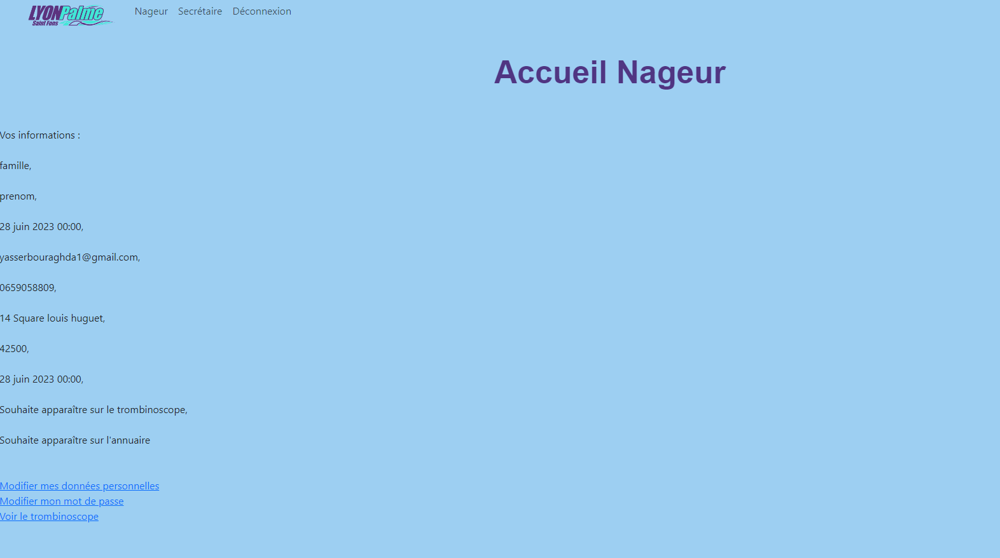 LYONPalme
Saint Fons
Nageur Secrétaire Déconnexion
Accueil Nageur
Vos informations :
famille,
prenom,
28 juin 2023 00:00,
yasserbouraghda1@gmail.com,
0659058809,
14 Square louis huguet,
42500,
28 juin 2023 00:00,
Souhaite apparaître sur le trombinoscope,
Souhaite apparaître sur l'annuaire
Modifier mes données personnelles
Modifier mon mot de passe
Voir le trombinoscope